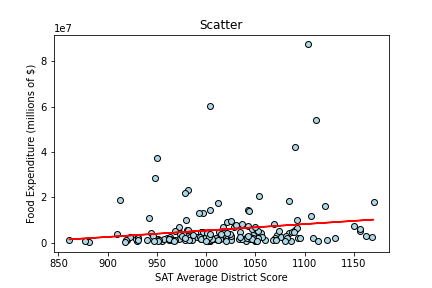 Scatter
1e7
Food Expenditure (millions of $)
8
6
4
2
0
850 900 950 1000 1050 1100 1150
SAT Average District Score